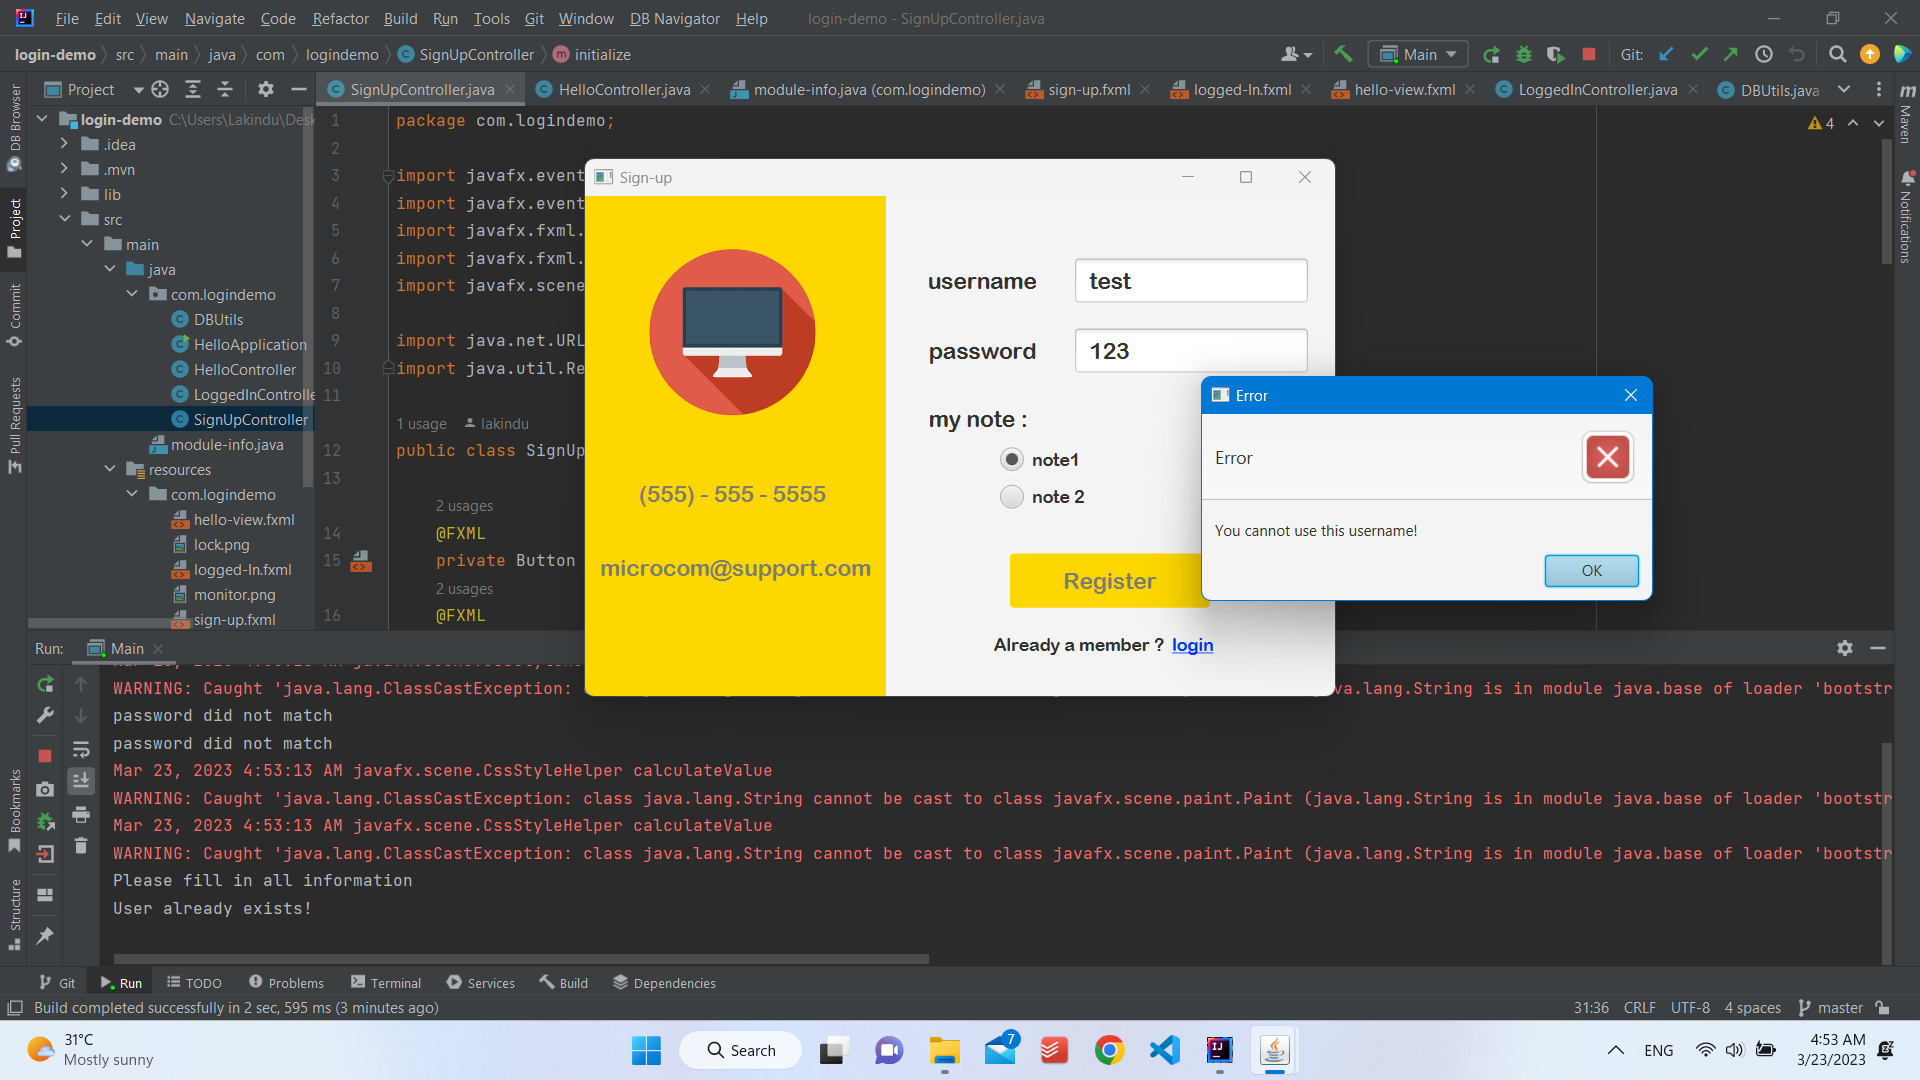 File Edit View Navigate Code Refactor Build Run Tools Git Window DB Navigator Help login-demo - SignUpController.java
login-demo src main java com logindemo SignUpController initialize Main Git:
Project SignUpController.java HelloController.java module-info.java (com.logindemo) sign-up.fxml logged-In.fxml hello-view.fxml LoggedInController.java DBUtils.java
DB Browser
Project
Commit
Pull Requests
Bookmarks
Structure
Maven
Notifications
login-demo C:\Users\Lakindu\Desk
.idea
.mvn
lib
src
main
java
com.logindemo
DBUtils
HelloApplication
HelloController
LoggedInControlle
SignUpController
module-info.java
resources
com.logindemo
hello-view.fxml
lock.png
logged-In.fxml
monitor.png
sign-up.fxml
4
1 package com.logindemo;
2
3 import javafx.event
4 import javafx.event
5 import javafx.fxml.
6 import javafx.fxml.
7 import javafx.scene
8
9 import java.net.URL
10 import java.util.Re
11
1 usage lakindu
12 public class SignUp
13
2 usages
14 @FXML
15 private Button
2 usages
16 @FXML
Sign-up
(555) - 555 - 5555
microcom@support.com
username test
password 123
my note :
note1
note 2
Register
Already a member ? login
Error
Error
You cannot use this username!
OK
Run: Main
WARNING: Caught 'java.lang.ClassCastException: va.lang.String is in module java.base of loader 'bootstr
password did not match
password did not match
Mar 23, 2023 4:53:13 AM javafx.scene.CssStyleHelper calculateValue
WARNING: Caught 'java.lang.ClassCastException: class java.lang.String cannot be cast to class javafx.scene.paint.Paint (java.lang.String is in module java.base of loader 'bootstr
Mar 23, 2023 4:53:13 AM javafx.scene.CssStyleHelper calculateValue
WARNING: Caught 'java.lang.ClassCastException: class java.lang.String cannot be cast to class javafx.scene.paint.Paint (java.lang.String is in module java.base of loader 'bootstr
Please fill in all information
User already exists!
Git Run TODO Problems Terminal Services Build Dependencies
Build completed successfully in 2 sec, 595 ms (3 minutes ago) 31:36 CRLF UTF-8 4 spaces master
31°C
Mostly sunny
Search
7
ENG
4:53 AM
3/23/2023